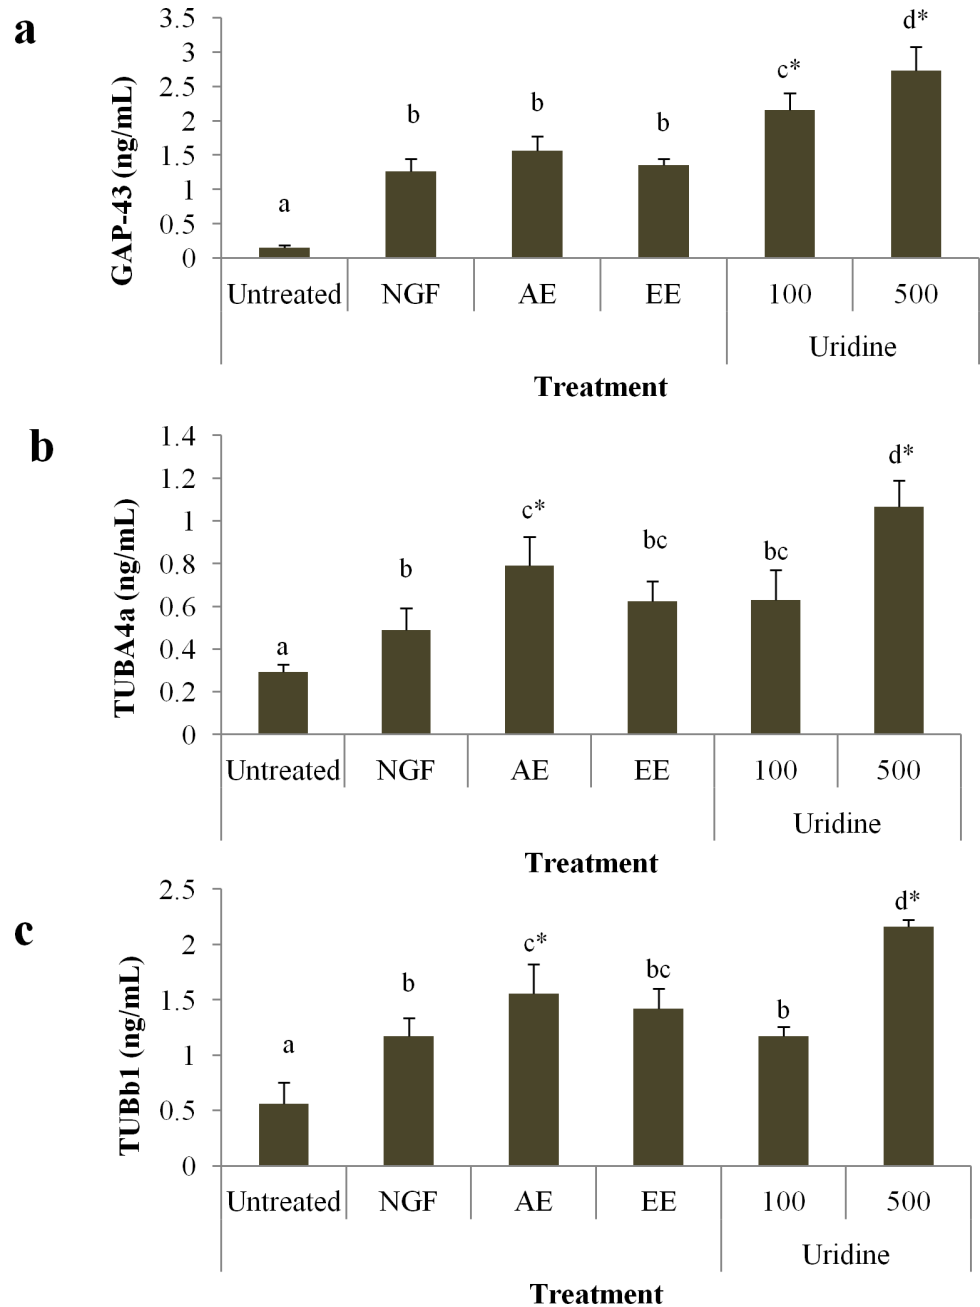 a
GAP-43 (ng/mL)
4
3.5
3
2.5
2
1.5
1
0.5
0
a
b
b
b
c*
d*
Untreated NGF AE EE 100 500
Uridine
Treatment
b
TUBA4a (ng/mL)
1.4
1.2
1
0.8
0.6
0.4
0.2
0
a
b
c*
bc
bc
d*
Untreated NGF AE EE 100 500
Uridine
Treatment
c
TUBb1 (ng/mL)
2.5
2
1.5
1
0.5
0
a
b
c*
bc
b
d*
Untreated NGF AE EE 100 500
Uridine
Treatment